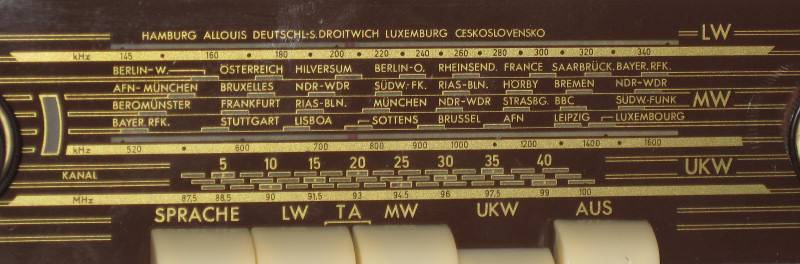 HAMBURG ALLOUIS DEUTSCHL-S. DROITWICH LUXEMBURG CESKOSLOVENSKO LW
kHz 145 160 180 200 210 220 240 260 280 300 320 340
BERLIN-W. ÖSTERREICH HILVERSUM BERLIN-O. RHEINSEND. FRANCE SAARBRÜCK. BAYER. RFK.
AFN-MÜNCHEN BRUXELLES NDR-WDR SÜDW.-FK. RIAS-BLN. HÖRBY BREMEN NDR-WDR
BEROMÜNSTER FRANKFURT RIAS-BLN. MÜNCHEN NDR-WDR STRASBG. BBC SÜDW-FUNK MW
BAYER. RFK. STUTTGART LISBOA SOTTENS BRUSSEL AFN LEIPZIG LUXEMBOURG
kHz 520 600 700 800 900 1000 1200 1400 1600
KANAL 5 10 15 20 25 30 35 40 UKW
MHz 87.5 88.5 90 91.5 93 94.5 96 97.5 99 100
SPRACHE LW TA MW UKW AUS